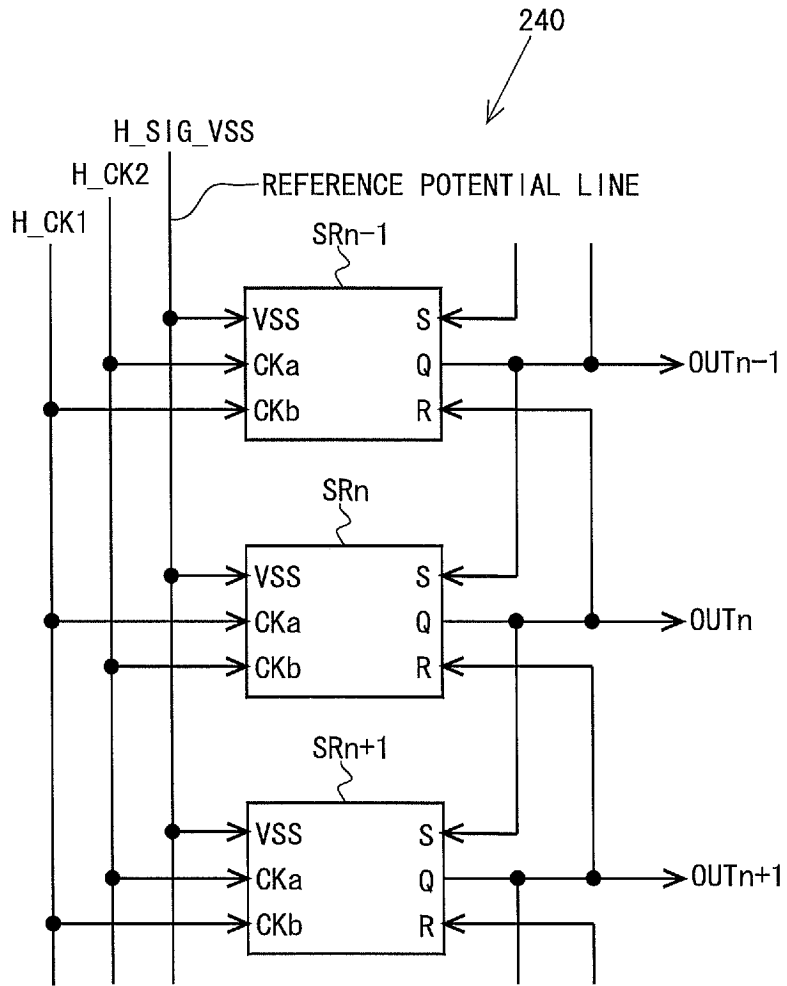 240
H_SIG_VSS
H_CK2
REFERENCE POTENTIAL LINE
H_CK1
SRn-1
VSS S
CKa Q OUTn-1
CKb R
SRn
VSS S
CKa Q OUTn
CKb R
SRn+1
VSS S
CKa Q OUTn+1
CKb R